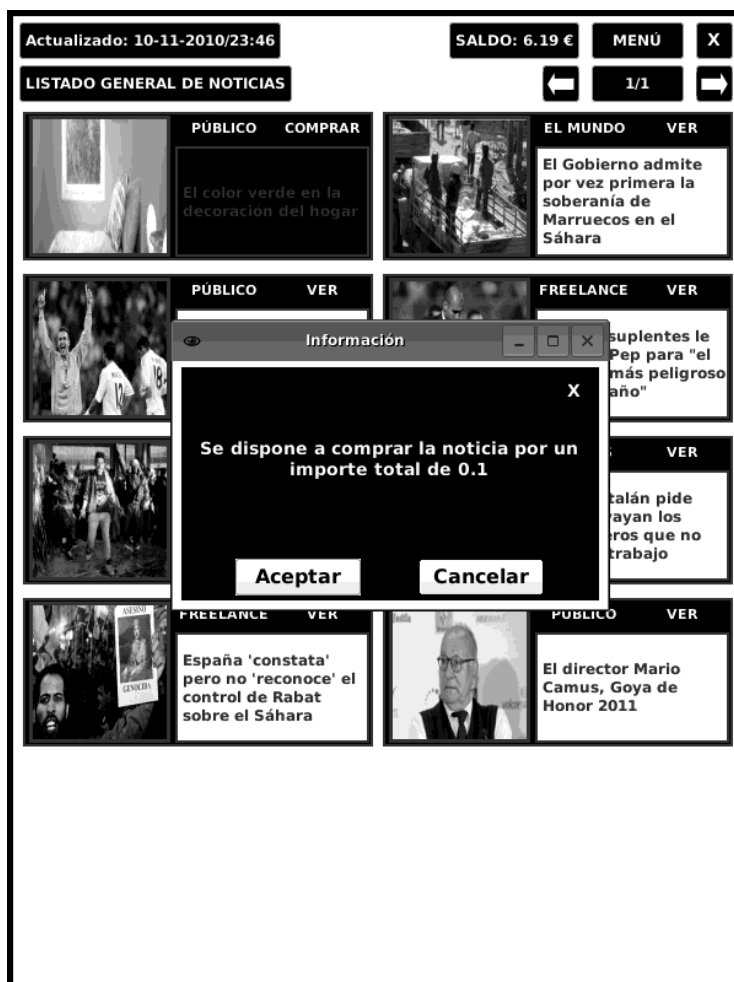 Actualizado: 10-11-2010/23:46
SALDO: 6.19 €
MENÚ
X
LISTADO GENERAL DE NOTICIAS
1/1
PÚBLICO
COMPRAR
El color verde en la
decoración del hogar
EL MUNDO
VER
El Gobierno admite
por vez primera la
soberanía de
Marruecos en el
Sáhara
PÚBLICO
VER
FREELANCE
VER
suplentes le
Pep para "el
más peligroso
año"
Información
X
Se dispone a comprar la noticia por un
importe total de 0.1
Aceptar
Cancelar
VER
talán pide
vayan los
eros que no
trabajo
FREELANCE
VER
ASESINO
GENOCIDA
España 'constata'
pero no 'reconoce' el
control de Rabat
sobre el Sáhara
PÚBLICO
VER
El director Mario
Camus, Goya de
Honor 2011